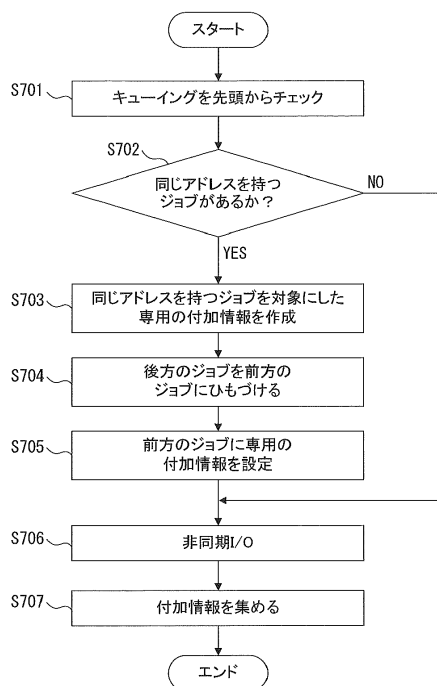 スタート
S701
キューイングを先頭からチェック
S702
同じアドレスを持つ
ジョブがあるか？
NO
YES
S703
同じアドレスを持つジョブを対象にした
専用の付加情報を作成
S704
後方のジョブを前方の
ジョブにひもづける
S705
前方のジョブに専用の
付加情報を設定
S706
非同期I/O
S707
付加情報を集める
エンド